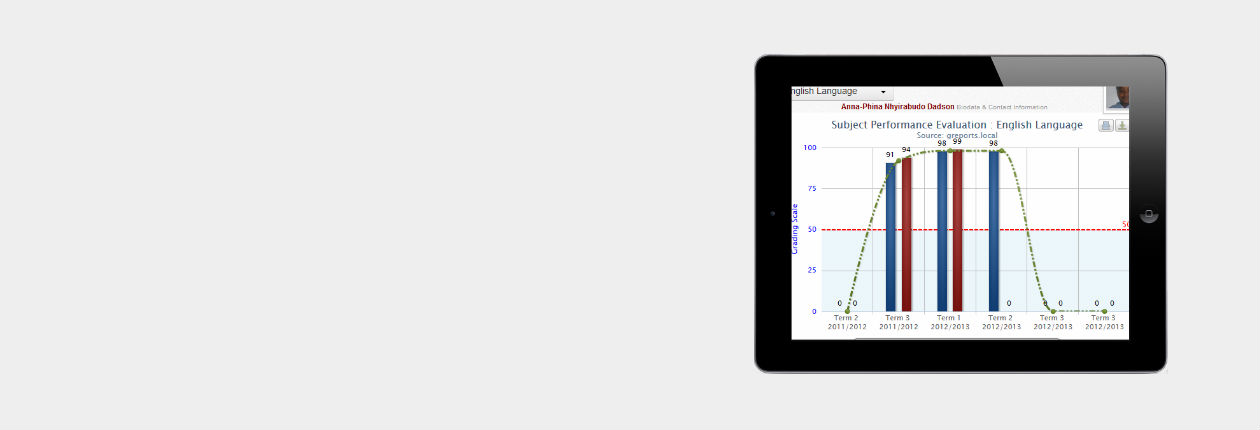 nglish Language
Anna-Phina Nhyirabudo Dadson Biodata & Contact Information
Subject Performance Evaluation : English Language
Source: greports.local
Grading Scale
100
75
50
25
0
91
94
98
99
98
50
0 0 0 0 0 0 0
Term 2 Term 3 Term 1 Term 2 Term 3 Term 3
2011/2012 2011/2012 2012/2013 2012/2013 2012/2013 2012/2013